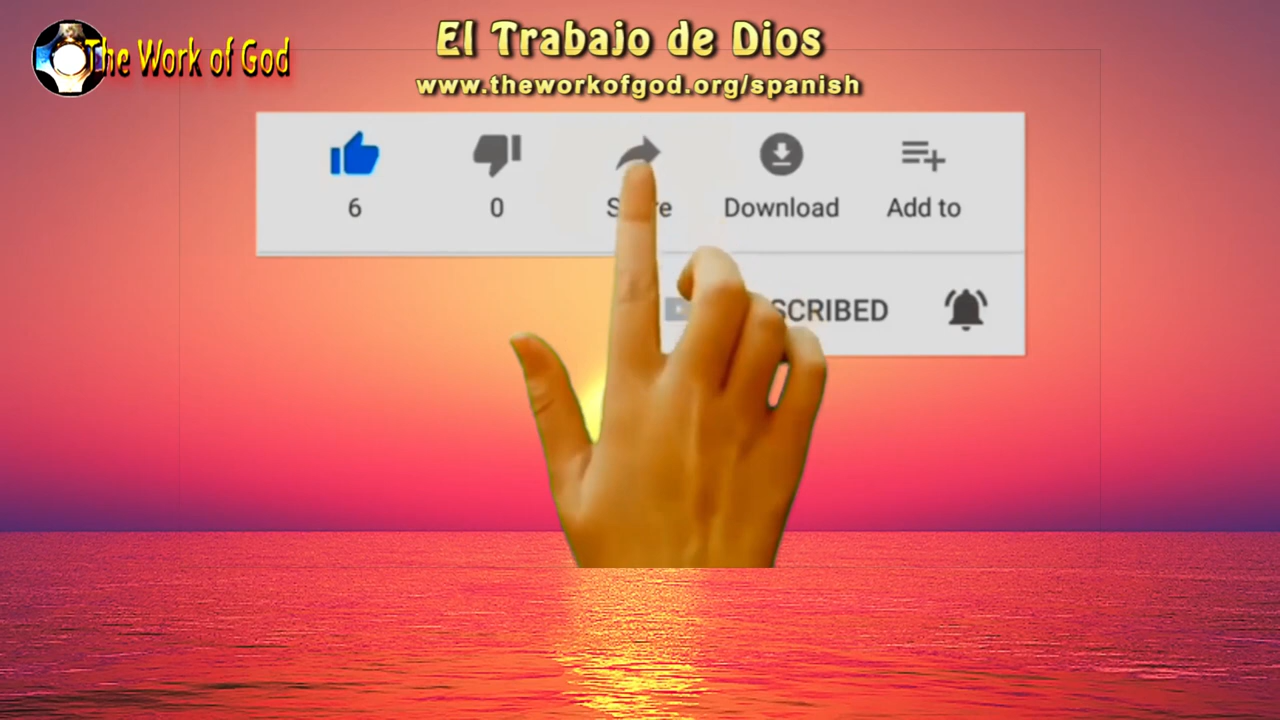 The Work of God
El Trabajo de Dios
www.theworkofgod.org/spanish
6
0
Download
Add to